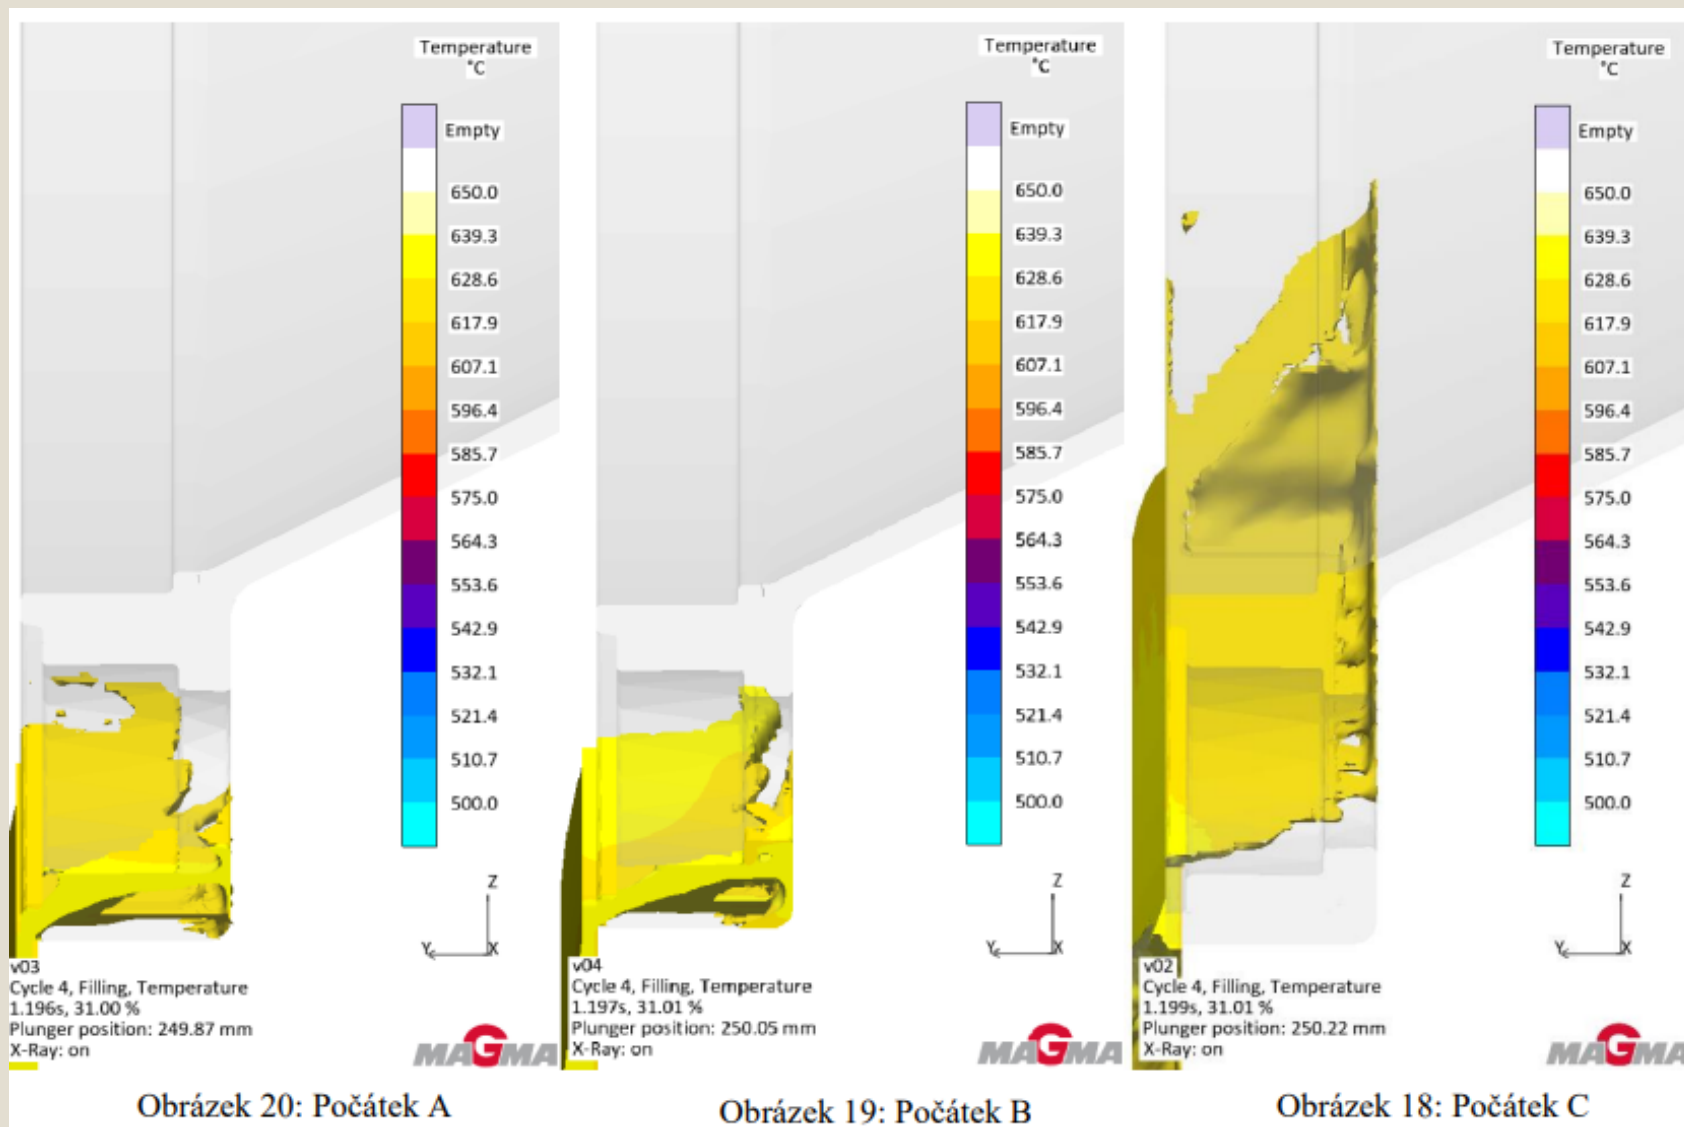 Temperature
°C
Empty
650.0
639.3
628.6
617.9
607.1
596.4
585.7
575.0
564.3
553.6
542.9
532.1
521.4
510.7
500.0
Z
Y
X
v03
Cycle 4, Filling, Temperature
1.196s, 31.00 %
Plunger position: 249.87 mm
X-Ray: on
MAGMA
Obrázek 20: Počátek A
Temperature
°C
Empty
650.0
639.3
628.6
617.9
607.1
596.4
585.7
575.0
564.3
553.6
542.9
532.1
521.4
510.7
500.0
Z
Y
X
v04
Cycle 4, Filling, Temperature
1.197s, 31.01 %
Plunger position: 250.05 mm
X-Ray: on
MAGMA
Obrázek 19: Počátek B
Temperature
°C
Empty
650.0
639.3
628.6
617.9
607.1
596.4
585.7
575.0
564.3
553.6
542.9
532.1
521.4
510.7
500.0
Z
Y
X
v02
Cycle 4, Filling, Temperature
1.199s, 31.01 %
Plunger position: 250.22 mm
X-Ray: on
MAGMA
Obrázek 18: Počátek C